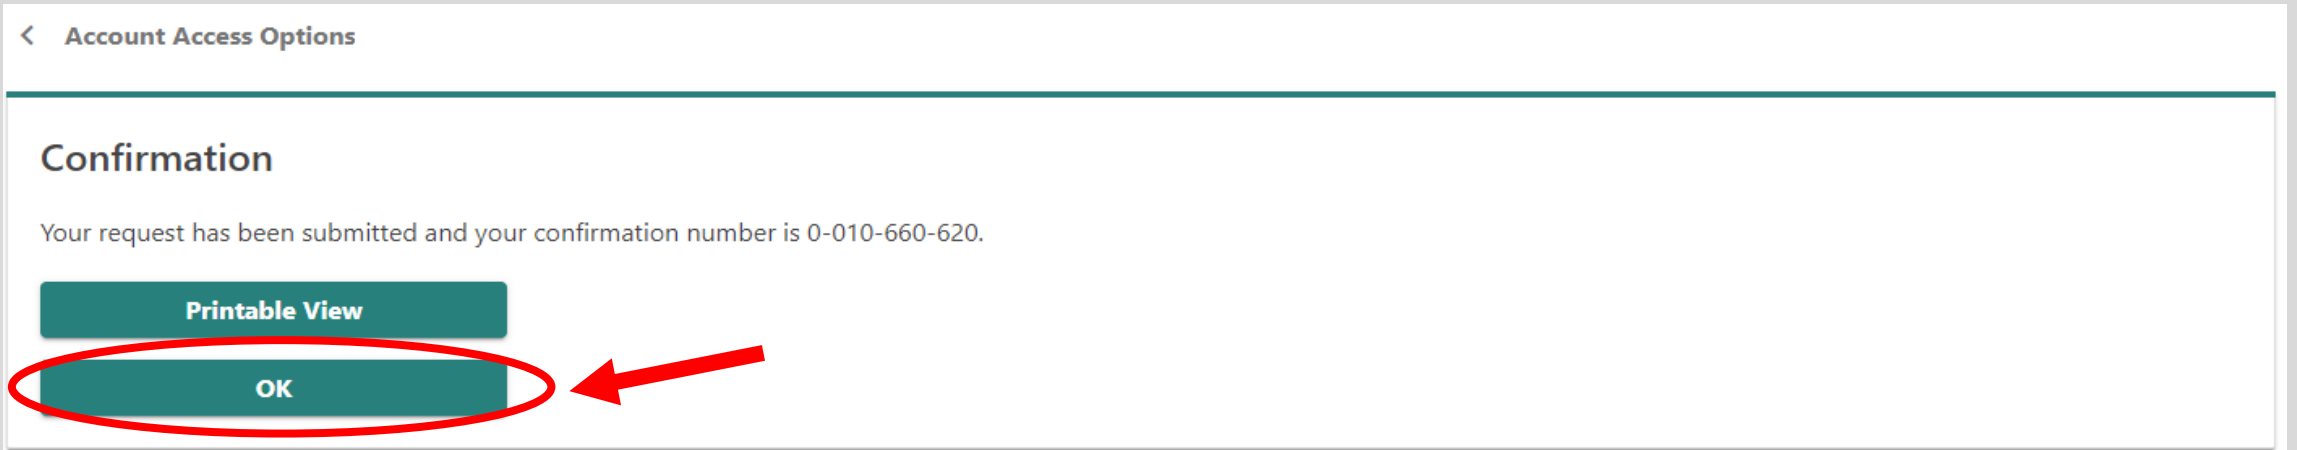 Account Access Options
Confirmation
Your request has been submitted and your confirmation number is 0-010-660-620.
Printable View
OK